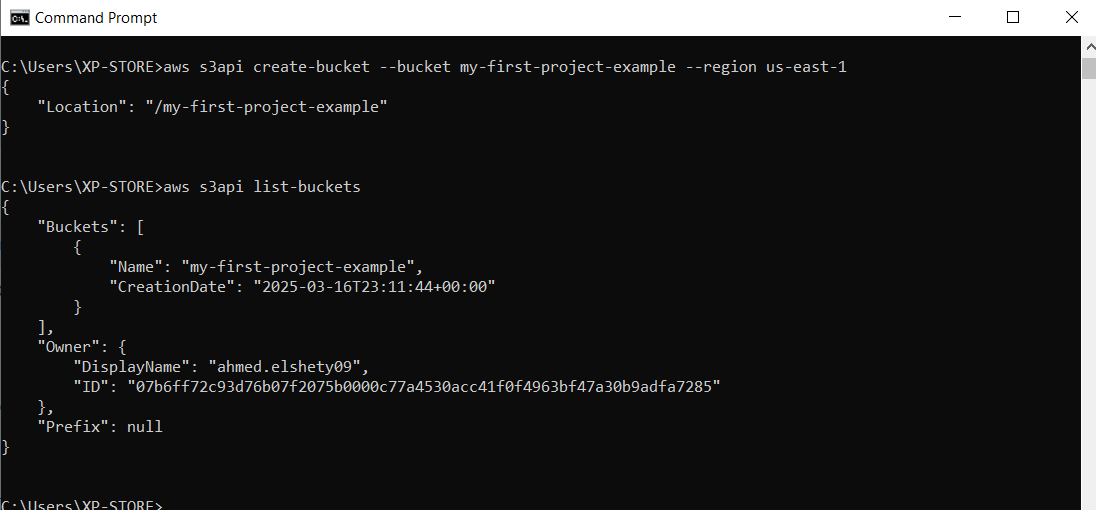 Command Prompt
C:\Users\XP-STORE>aws s3api create-bucket --bucket my-first-project-example --region us-east-1
{
    "Location": "/my-first-project-example"
}
C:\Users\XP-STORE>aws s3api list-buckets
{
    "Buckets": [
        {
            "Name": "my-first-project-example",
            "CreationDate": "2025-03-16T23:11:44+00:00"
        }
    ],
    "Owner": {
        "DisplayName": "ahmed.elshety09",
        "ID": "07b6ff72c93d76b07f2075b0000c77a4530acc41f0f4963bf47a30b9adfa7285"
    },
    "Prefix": null
}
C:\Users\XP-STORE>